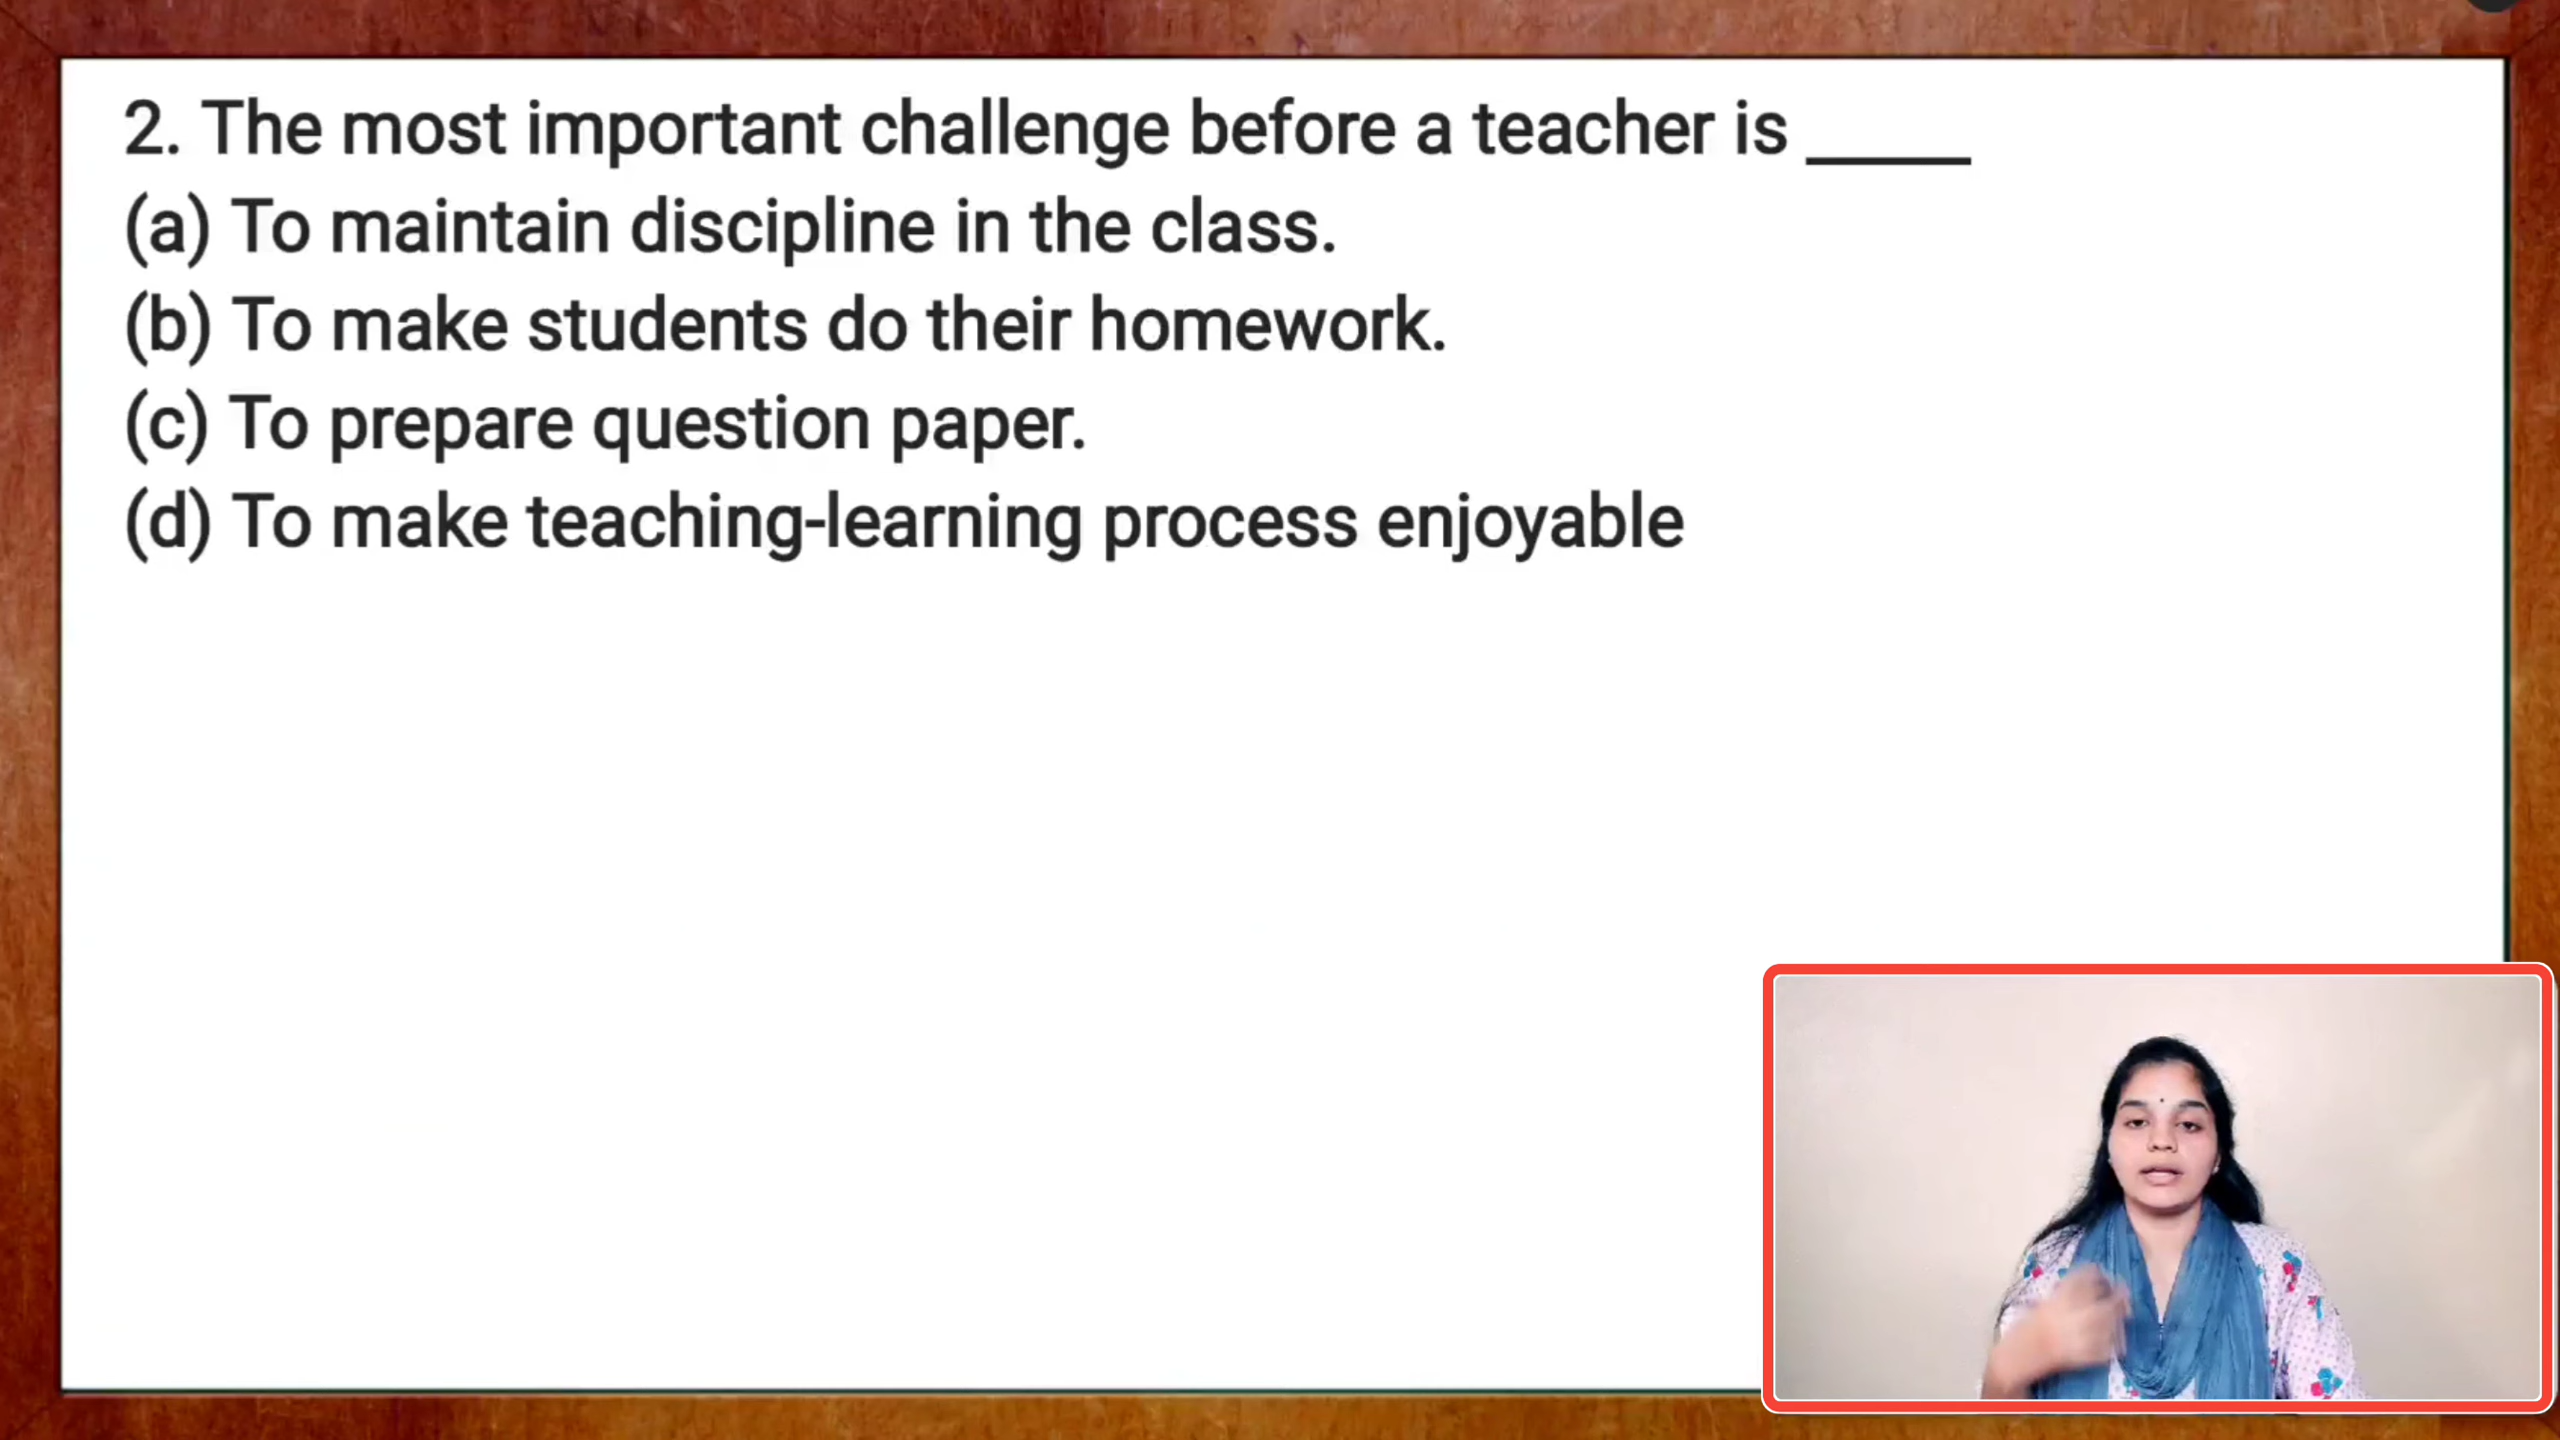 2. The most important challenge before a teacher is _____
(a) To maintain discipline in the class.
(b) To make students do their homework.
(c) To prepare question paper.
(d) To make teaching-learning process enjoyable